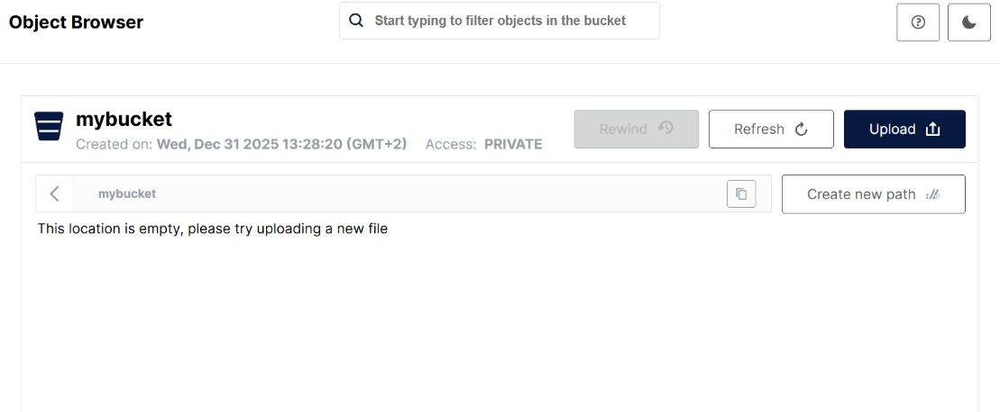 Object Browser
Start typing to filter objects in the bucket
mybucket
Created on: Wed, Dec 31 2025 13:28:20 (GMT+2) Access: PRIVATE
Rewind
Refresh
Upload
mybucket
Create new path
This location is empty, please try uploading a new file